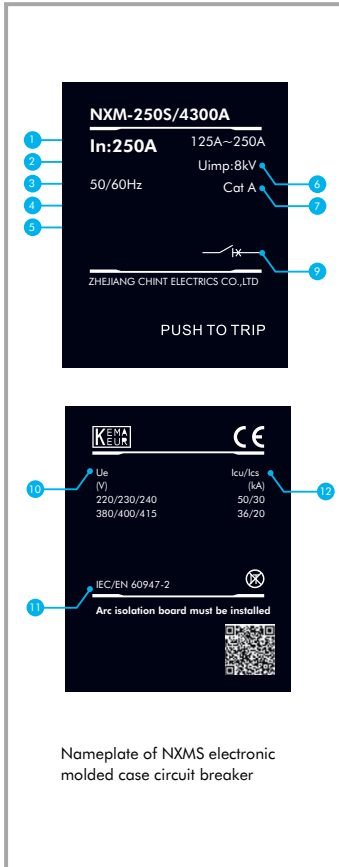 NXM-250S/4300A
1
In:250A 125A~250A
2 Uimp:8kV 6
3 50/60Hz Cat A 7
4
5
9
ZHEJIANG CHINT ELECTRICS CO.,LTD
PUSH TO TRIP
KEMA EUR CE
10 Ue Icu/Ics 12
(V) (kA)
220/230/240 50/30
380/400/415 36/20
11 IEC/EN 60947-2
Arc isolation board must be installed
Nameplate of NXMS electronic
molded case circuit breaker